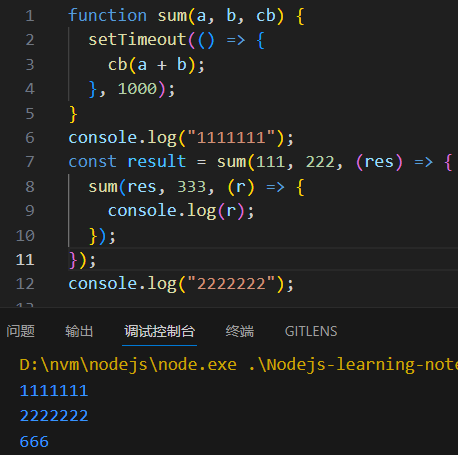 1 function sum(a, b, cb) {
2 setTimeout(() => {
3 cb(a + b);
4 }, 1000);
5 }
6 console.log("1111111");
7 const result = sum(111, 222, (res) => {
8 sum(res, 333, (r) => {
9 console.log(r);
10 });
11 });
12 console.log("2222222");
问题 输出 调试控制台 终端 GITLENS
D:\nvm\nodejs\node.exe .\Nodejs-learning-note
1111111
2222222
666